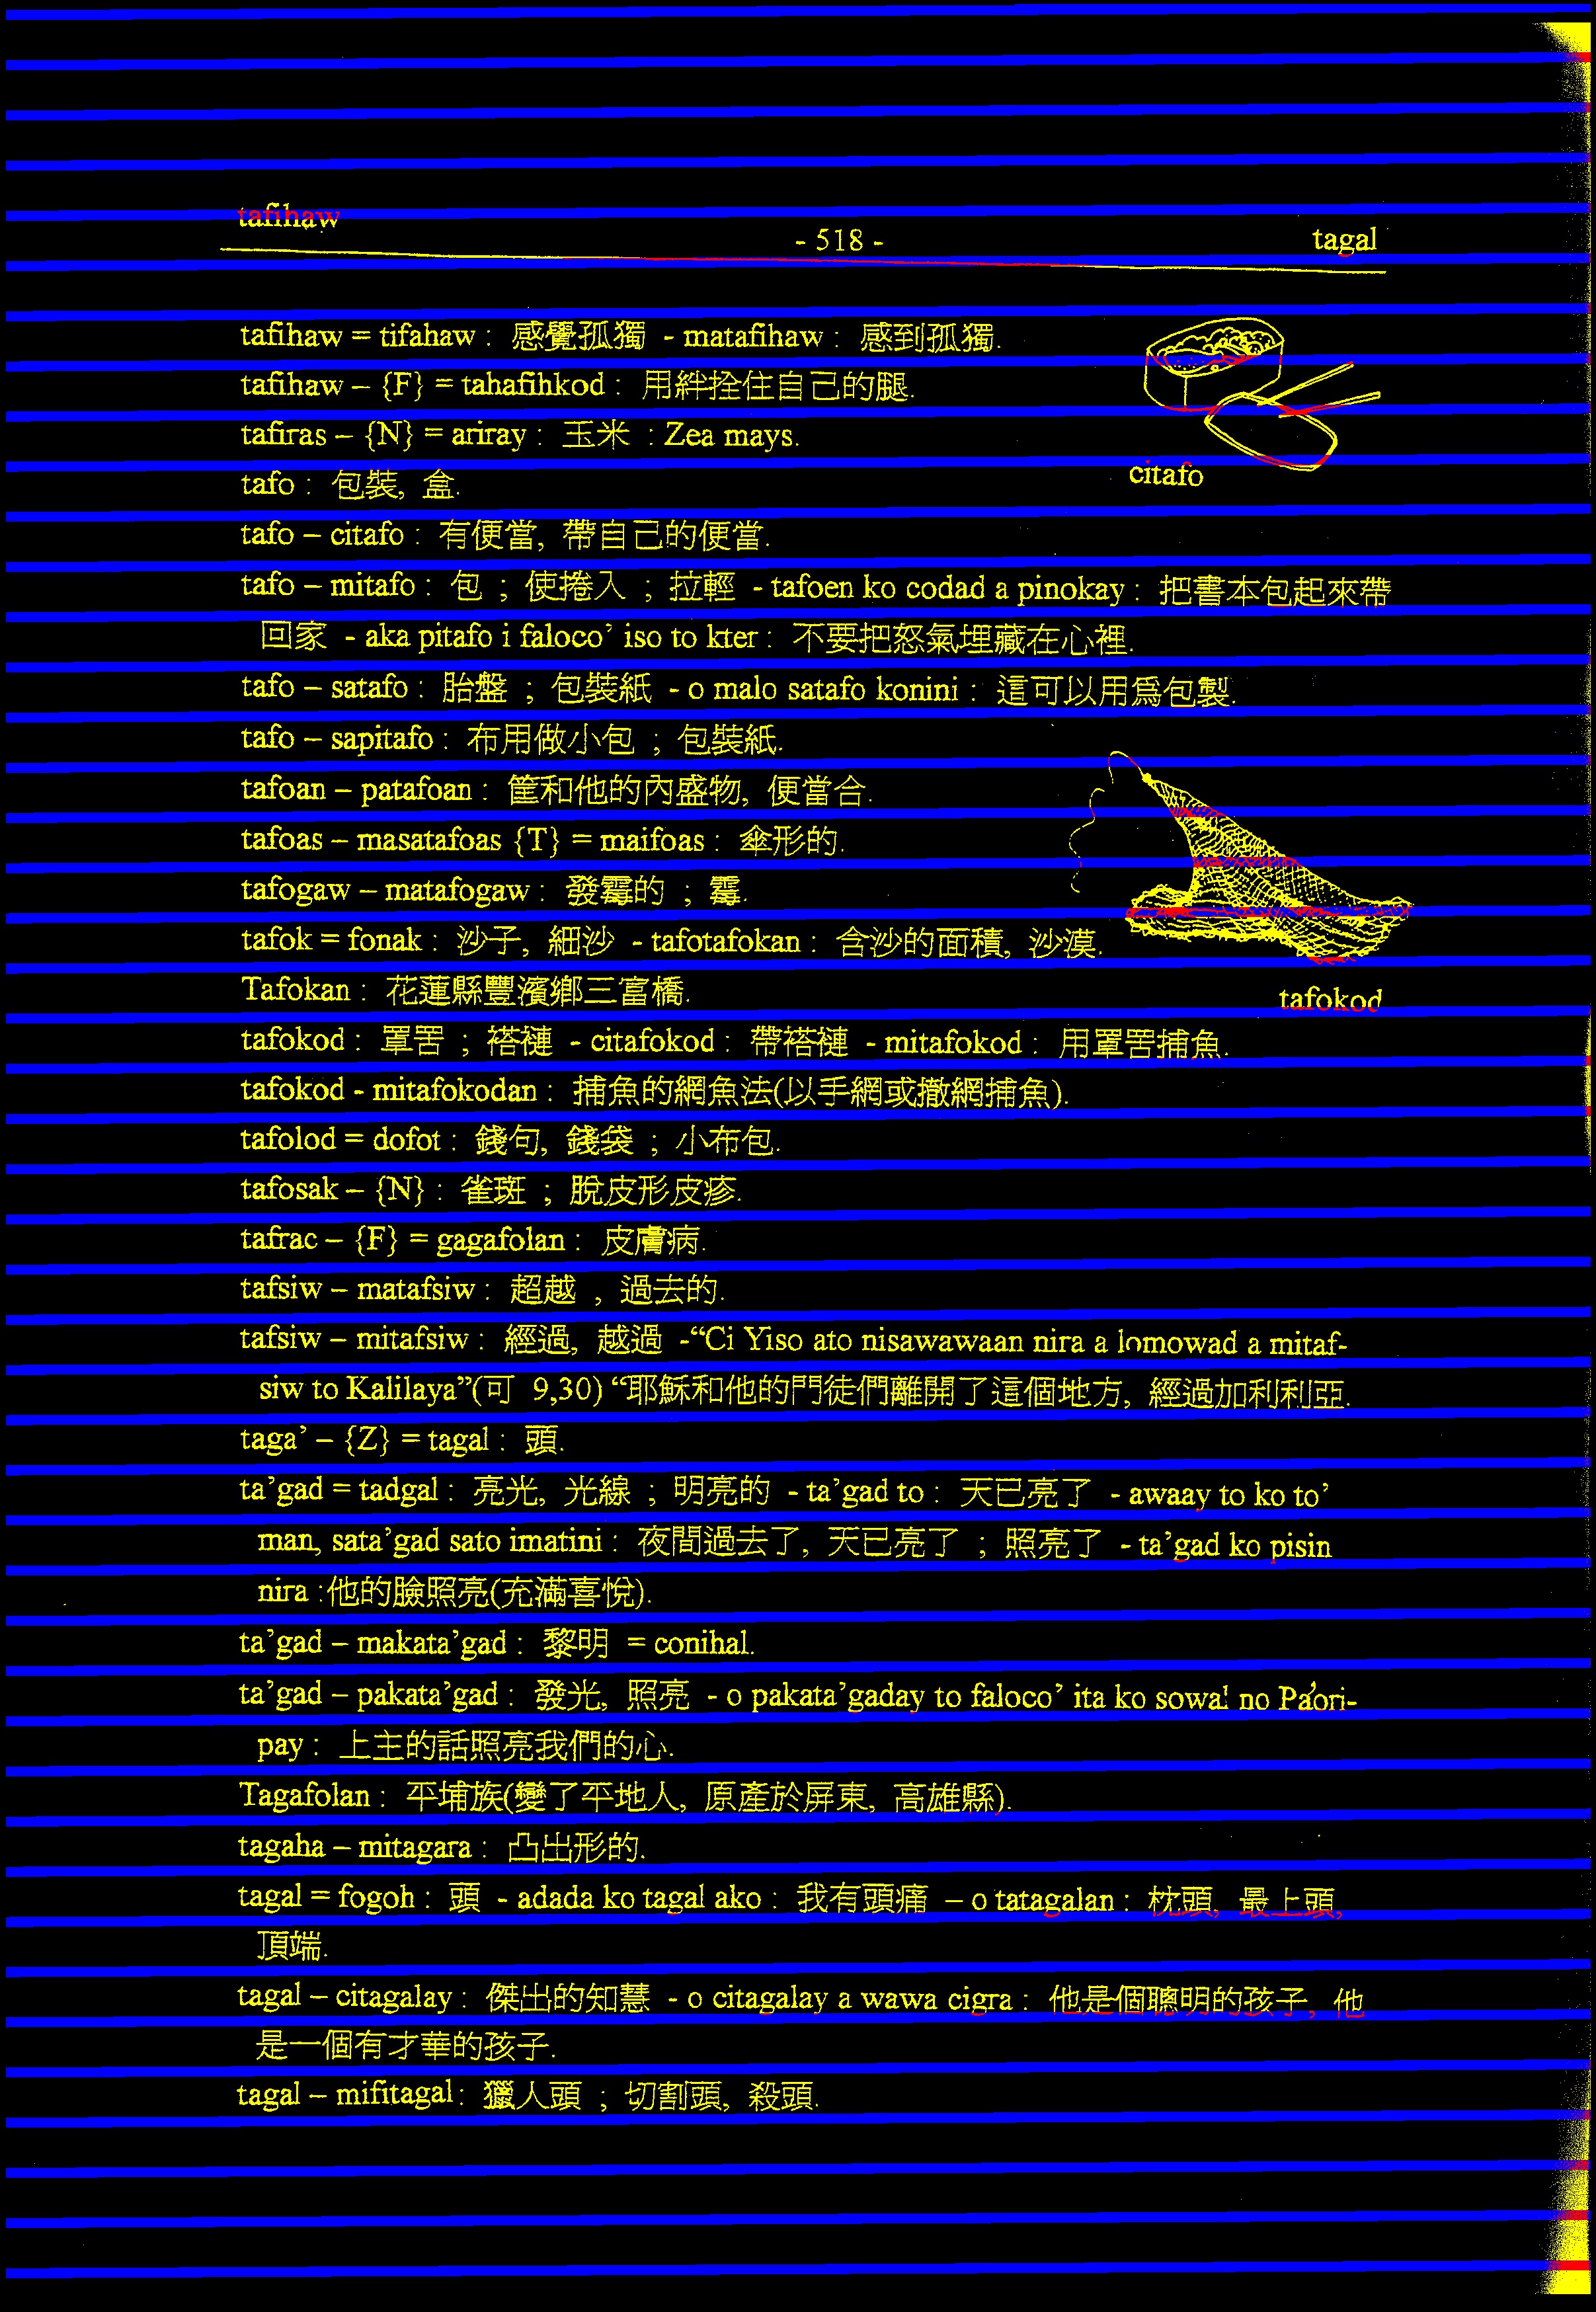 tafihaw
- 518 -
tagal
tafihaw = tifahaw : 感覺孤獨 - matafihaw : 感到孤獨.
tafihaw – {F} = tahafihkod : 用絆拴住自己的腿.
tafiras – {N} = ariray : 玉米 : Zea mays.
citafo
tafo : 包裝, 盒.
tafo – citafo : 有便當, 帶自己的便當.
tafo – mitafo : 包 ; 使捲入 ; 拉輕 - tafoen ko codad a pinokay : 把書本包起來帶
回家 - aka pitafo i faloco' iso to kter : 不要把怒氣埋藏在心裡.
tafo – satafo : 胎盤 ; 包裝紙 - o malo satafo konini : 這可以用爲包製.
tafo – sapitafo : 布用做小包 ; 包裝紙.
tafoan – patafoan : 筐和他的內盛物, 便當合.
tafoas – masatafoas {T} = maifoas : 傘形的.
tafogaw – matafogaw : 發霉的 ; 霉.
tafok = fonak : 沙子, 細沙 - tafotafokan : 含沙的面積, 沙漠.
Tafokan : 花蓮縣豐濱鄉三富橋.
tafokod
tafokod : 罩罟 ; 褡褳 - citafokod : 帶褡褳 - mitafokod : 用罩罟捕魚.
tafokod - mitafokodan : 捕魚的網魚法(以手網或撤網捕魚).
tafolod = dofot : 錢句, 錢袋 ; 小布包.
tafosak – {N} : 雀斑 ; 脫皮形皮疹.
tafrac – {F} = gagafolan : 皮膚病.
tafsiw – matafsiw : 超越 , 過去的.
tafsiw – mitafsiw : 經過, 越過 -“Ci Yiso ato nisawawaan nira a lomowad a mitaf-
siw to Kalilaya”(可 9,30) “耶穌和他的門徒們離開了這個地方, 經過加利利亞.
taga' – {Z} = tagal : 頭.
ta'gad = tadgal : 亮光, 光線 ; 明亮的 - ta'gad to : 天已亮了 - awaay to ko to'
man, sata'gad sato imatini : 夜間過去了, 天已亮了 ; 照亮了 - ta'gad ko pisin
nira :他的臉照亮(充滿喜悅).
ta'gad – makata'gad : 黎明 = conihal.
ta'gad – pakata'gad : 發光, 照亮 - o pakata'gaday to faloco' ita ko sowal no Pa'ori-
pay : 上主的話照亮我們的心.
Tagafolan : 平埔族(變了平地人, 原產於屏東, 高雄縣).
tagaha – mitagara : 凸出形的.
tagal = fogoh : 頭 - adada ko tagal ako : 我有頭痛 – o tatagalan : 枕頭, 最上頭,
頂端.
tagal – citagalay : 傑出的知慧 - o citagalay a wawa cigra : 他是個聰明的孩子, 他
是一個有才華的孩子.
tagal – mifitagal : 獵人頭 ; 切割頭, 殺頭.